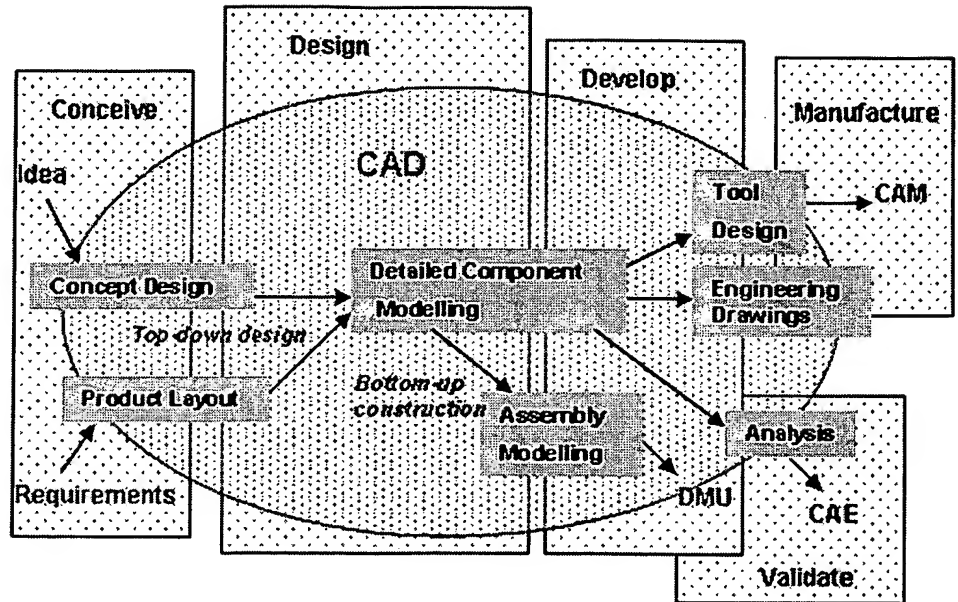 Design
Develop
Conceive
Manufacture
CAD
Idea
Tool
Design
CAM
Concept Design
Detailed Component
Modelling
Engineering
Drawings
Top-down design
Product Layout
Bottom-up
construction
Assembly
Modelling
Analysis
Requirements
DMU
CAE
Validate